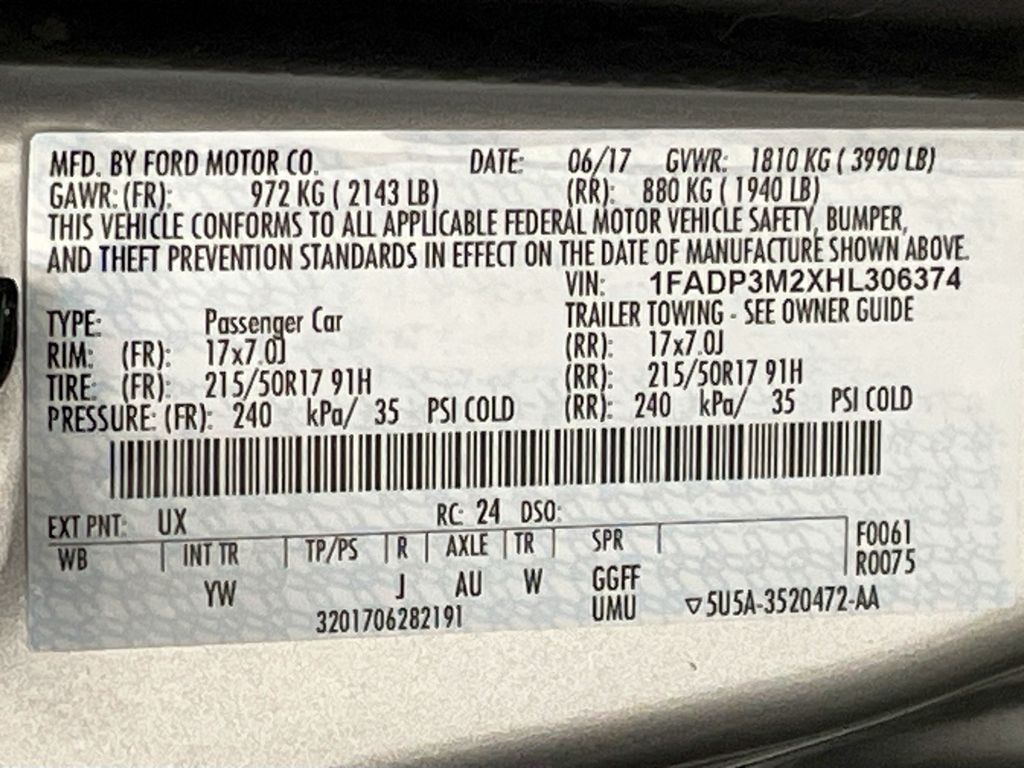 MFD. BY FORD MOTOR CO. DATE: 06/17 GVWR: 1810 KG ( 3990 LB)
GAWR: (FR): 972 KG ( 2143 LB) (RR): 880 KG ( 1940 LB)
THIS VEHICLE CONFORMS TO ALL APPLICABLE FEDERAL MOTOR VEHICLE SAFETY, BUMPER,
AND THEFT PREVENTION STANDARDS IN EFFECT ON THE DATE OF MANUFACTURE SHOWN ABOVE.
VIN: 1FADP3M2XHL306374
TYPE: Passenger Car TRAILER TOWING - SEE OWNER GUIDE
RIM: (FR): 17x7.0J (RR): 17x7.0J
TIRE: (FR): 215/50R17 91H (RR): 215/50R17 91H
PRESSURE: (FR): 240 kPa/ 35 PSI COLD (RR): 240 kPa/ 35 PSI COLD
EXT PNT: UX RC: 24 DSO:
WB INT TR TP/PS R AXLE TR SPR F0061
R0075
YW J AU W GGFF
UMU
3201706282191 ▽5U5A-3520472-AA